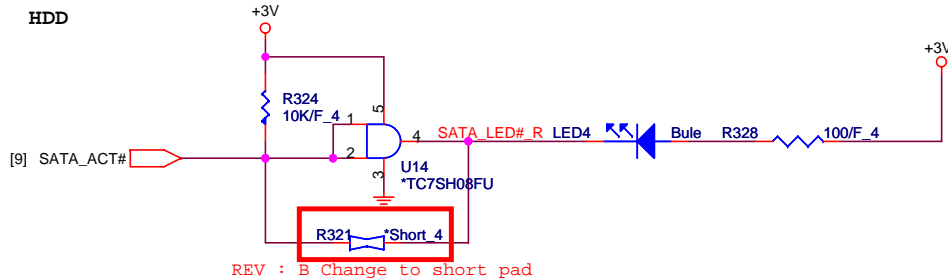 HDD
+3V
+3V
R324
10K/F_4
1
5
2
4
3
SATA_LED#_R
LED4
Bule
R328
100/F_4
[9] SATA_ACT#
U14
*TC7SH08FU
R321
*Short_4
REV : B Change to short pad